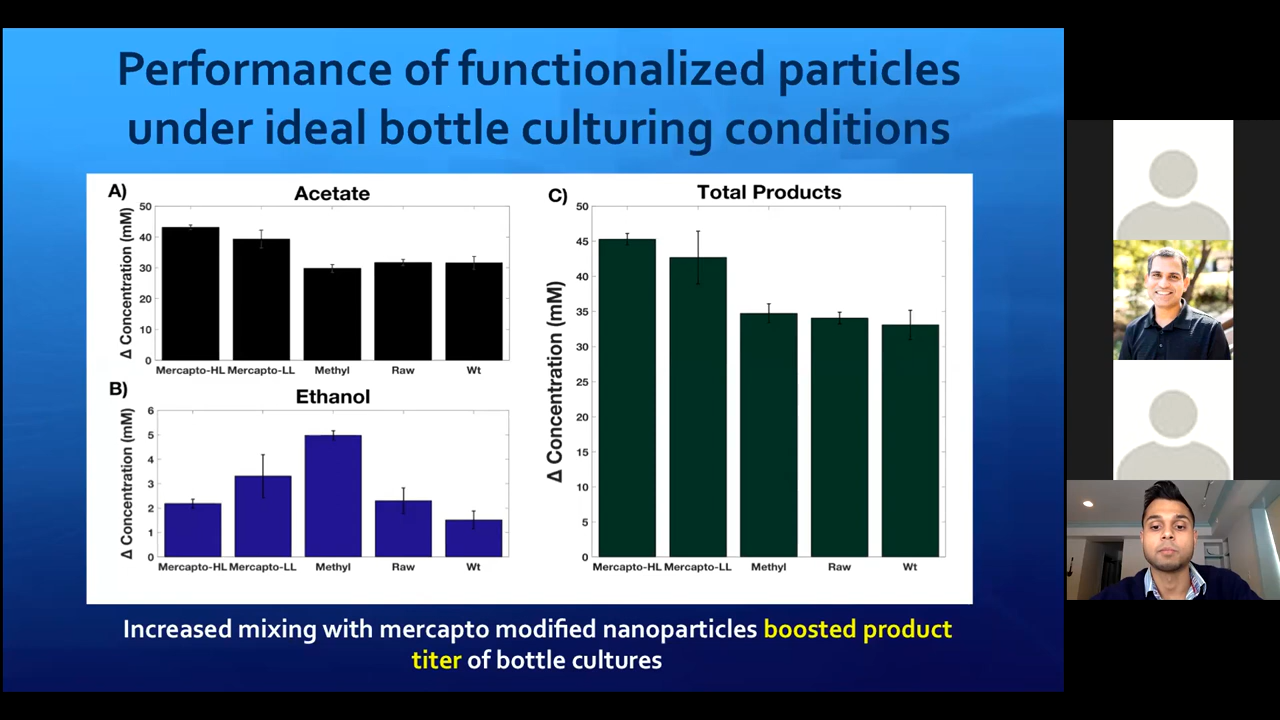 Performance of functionalized particles
under ideal bottle culturing conditions
A)
Acetate
Δ Concentration (mM)
50
40
30
20
10
0
Mercapto-HL Mercapto-LL Methyl Raw Wt
B)
Ethanol
Δ Concentration (mM)
6
5
4
3
2
1
0
Mercapto-HL Mercapto-LL Methyl Raw Wt
C)
Total Products
Δ Concentration (mM)
50
45
40
35
30
25
20
15
10
5
0
Mercapto-HL Mercapto-LL Methyl Raw Wt
Increased mixing with mercapto modified nanoparticles boosted product
titer of bottle cultures